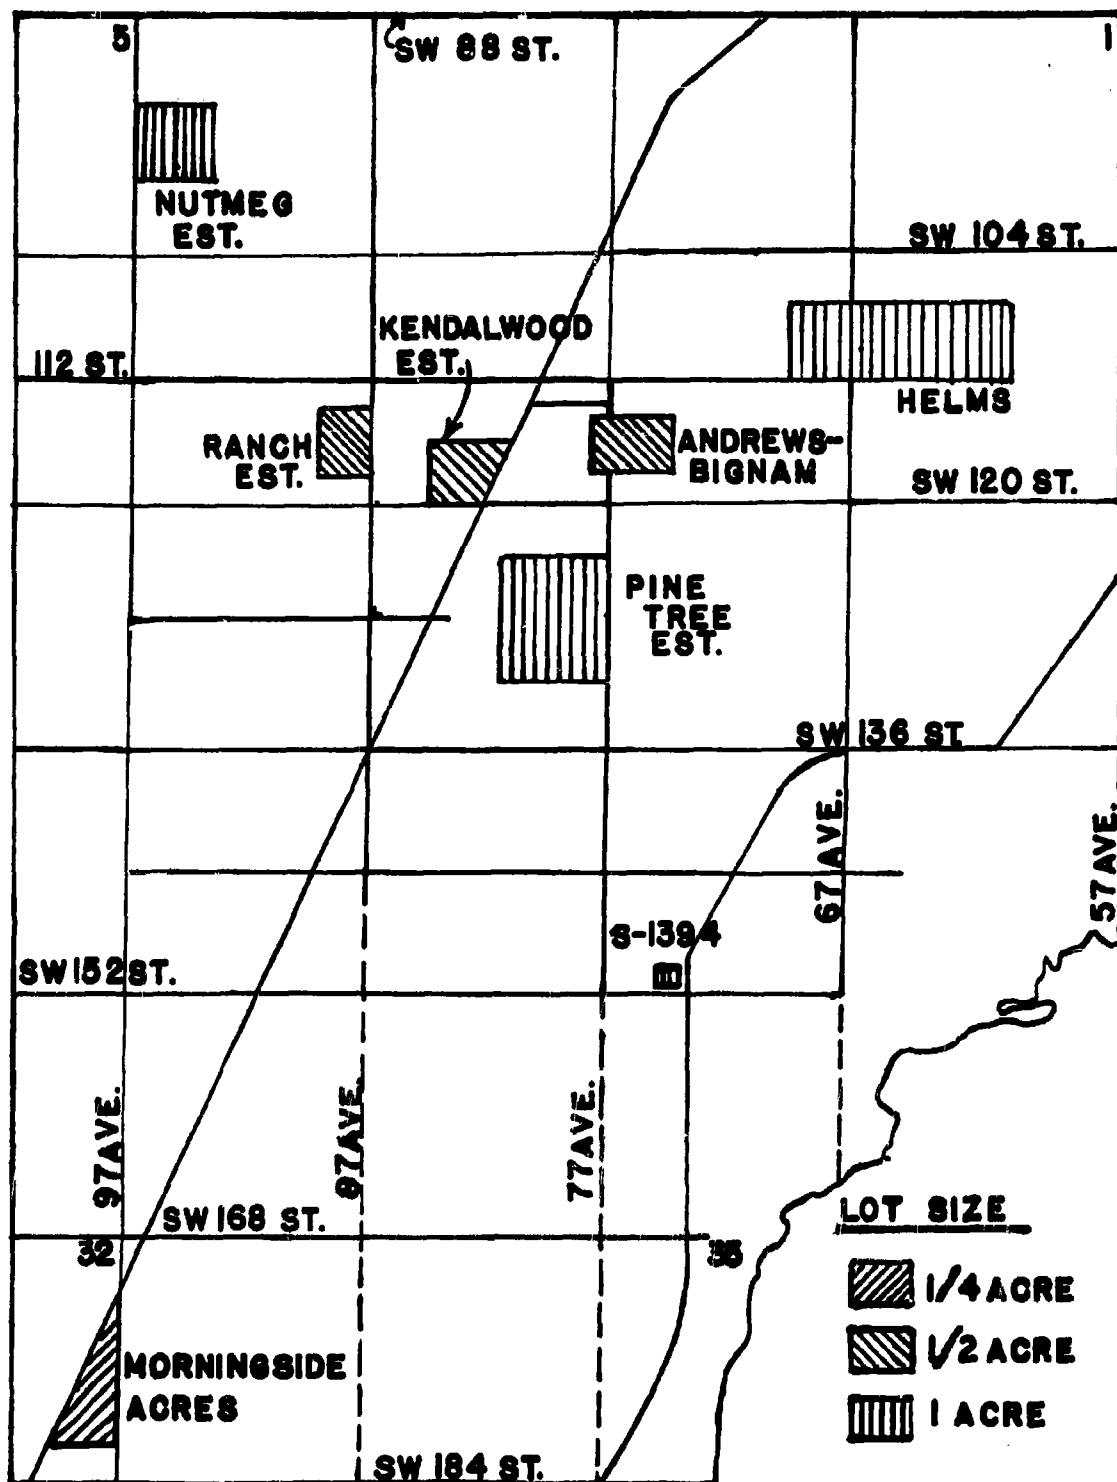 5
SW 88 ST.
1
NUTMEG
EST.
SW 104 ST.
KENDALWOOD
EST.
112 ST.
HELMS
RANCH
EST.
ANDREWS-
BIGNAM
SW 120 ST.
PINE
TREE
EST.
SW 136 ST.
67 AVE.
57 AVE.
S-1394
SW 152 ST.
97 AVE.
87 AVE.
77 AVE.
SW 168 ST.
32
35
LOT SIZE
1/4 ACRE
1/2 ACRE
1 ACRE
MORNINGSIDE
ACRES
SW 184 ST.